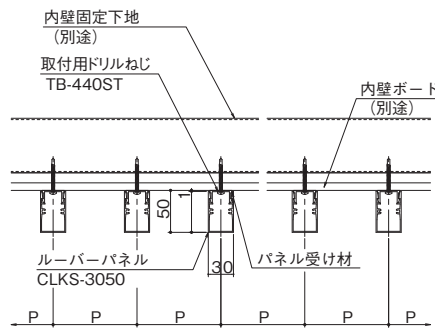 内壁固定下地
(別途)
取付用ドリルねじ
TB-440ST
内壁ボード
(別途)
50
1
30
ルーバーパネル
CLKS-3050
パネル受け材
P P P P P